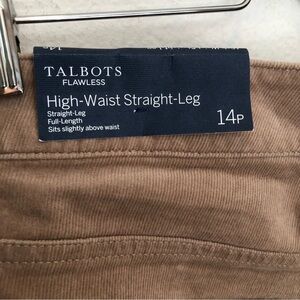 TALBOTS
FLAWLESS
High-Waist Straight-Leg
Straight-Leg
Full-Length
Sits slightly above waist
14P